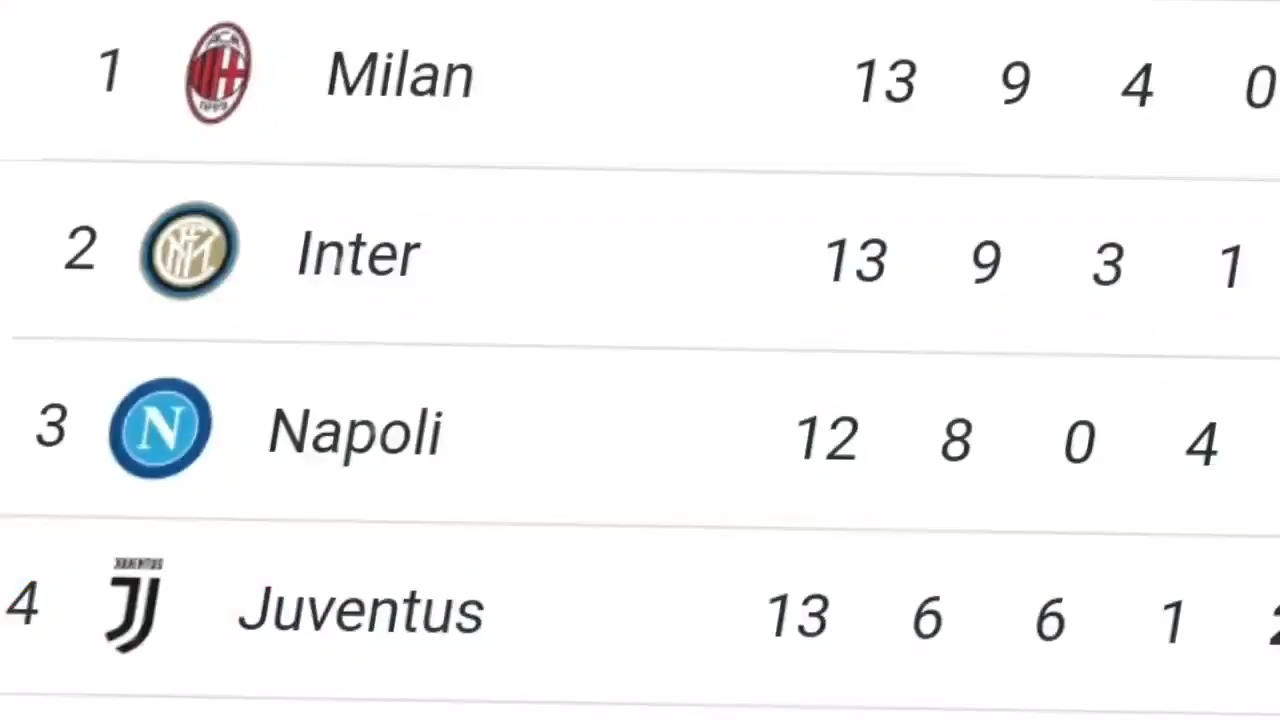 1 Milan 13 9 4 0
2 Inter 13 9 3 1
3 N Napoli 12 8 0 4
JUVENTUS
4 Juventus 13 6 6 1